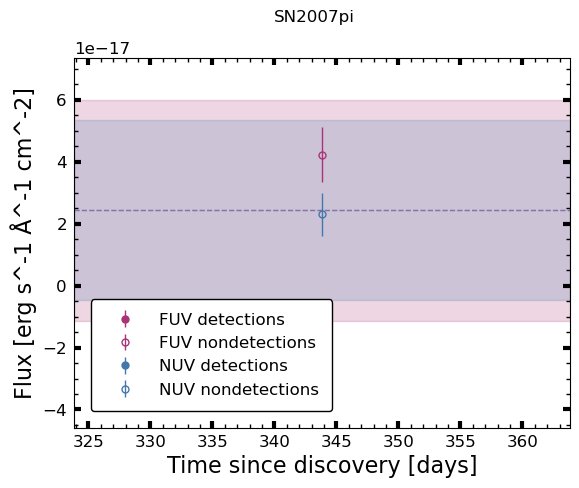 SN2007pi
1e−17
Flux [erg s^-1 Å^-1 cm^-2]
6
4
2
0
−2
−4
FUV detections
FUV nondetections
NUV detections
NUV nondetections
325 330 335 340 345 350 355 360
Time since discovery [days]